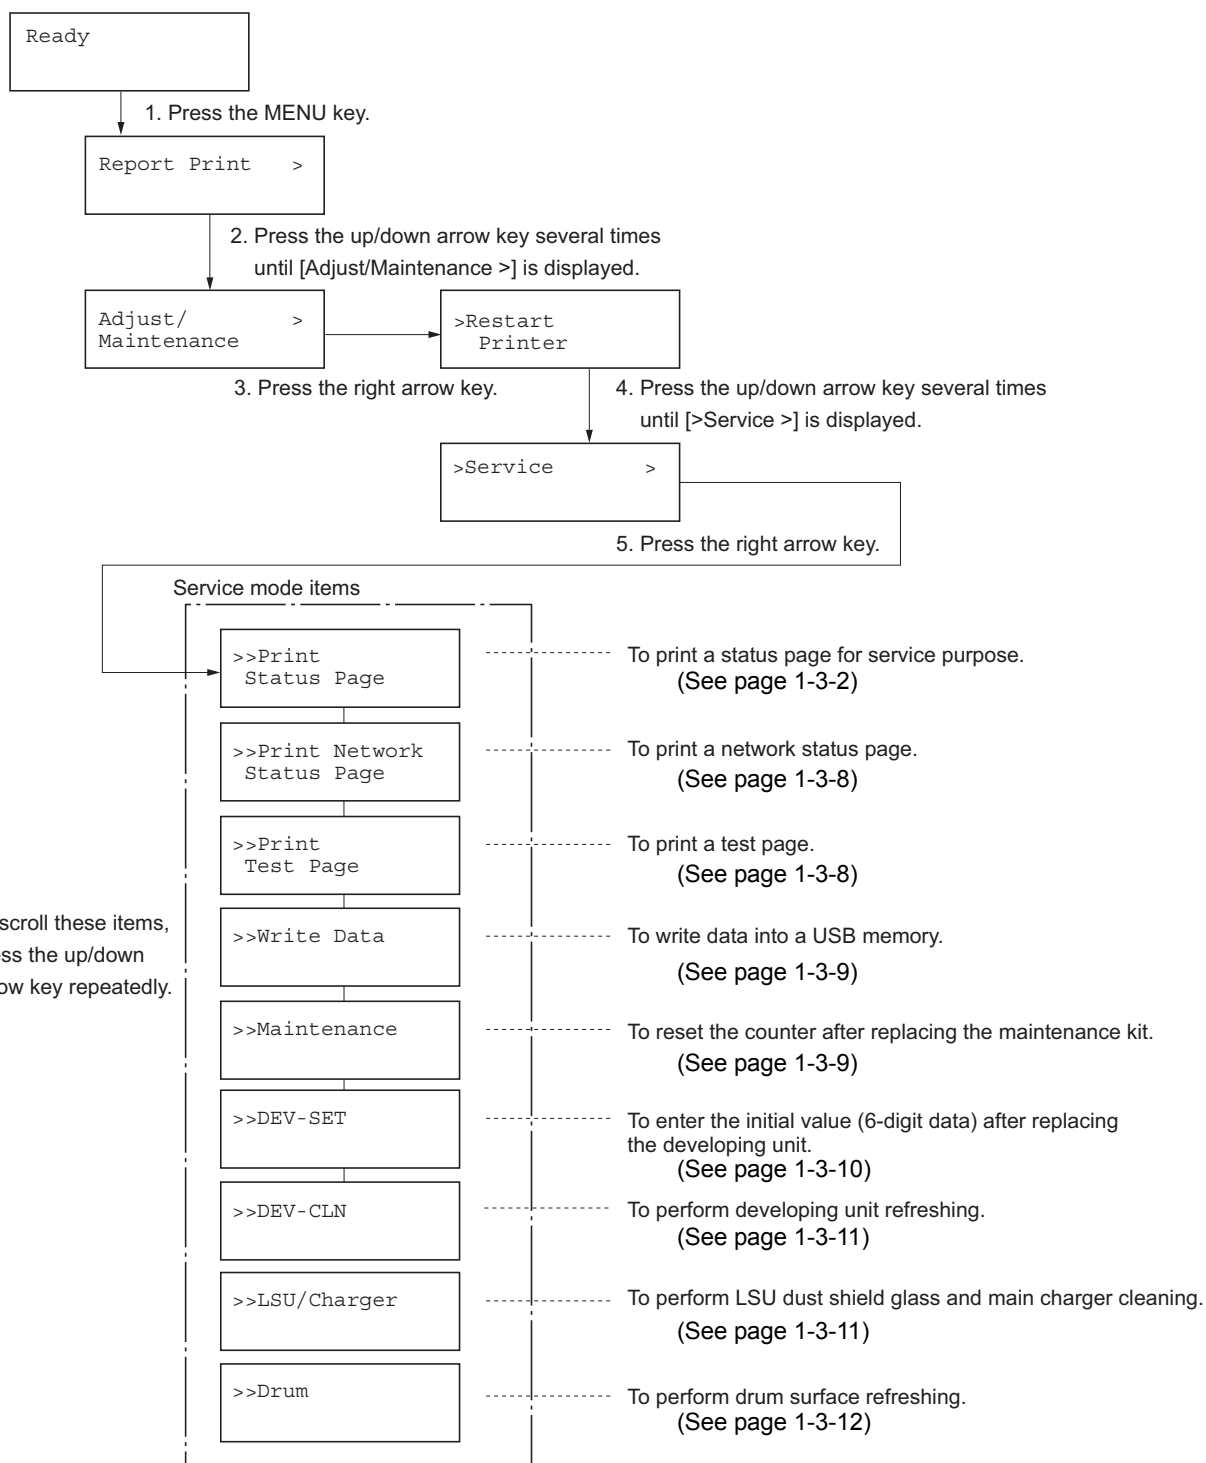 Ready
1. Press the MENU key.
Report Print >
2. Press the up/down arrow key several times
until [Adjust/Maintenance >] is displayed.
Adjust/ >
Maintenance
>Restart
Printer
3. Press the right arrow key.
4. Press the up/down arrow key several times
until [>Service >] is displayed.
>Service >
5. Press the right arrow key.
Service mode items
>>Print
Status Page
To print a status page for service purpose.
(See page 1-3-2)
>>Print Network
Status Page
To print a network status page.
(See page 1-3-8)
>>Print
Test Page
To print a test page.
(See page 1-3-8)
scroll these items,
ess the up/down
ow key repeatedly.
>>Write Data
To write data into a USB memory.
(See page 1-3-9)
>>Maintenance
To reset the counter after replacing the maintenance kit.
(See page 1-3-9)
>>DEV-SET
To enter the initial value (6-digit data) after replacing
the developing unit.
(See page 1-3-10)
>>DEV-CLN
To perform developing unit refreshing.
(See page 1-3-11)
>>LSU/Charger
To perform LSU dust shield glass and main charger cleaning.
(See page 1-3-11)
>>Drum
To perform drum surface refreshing.
(See page 1-3-12)